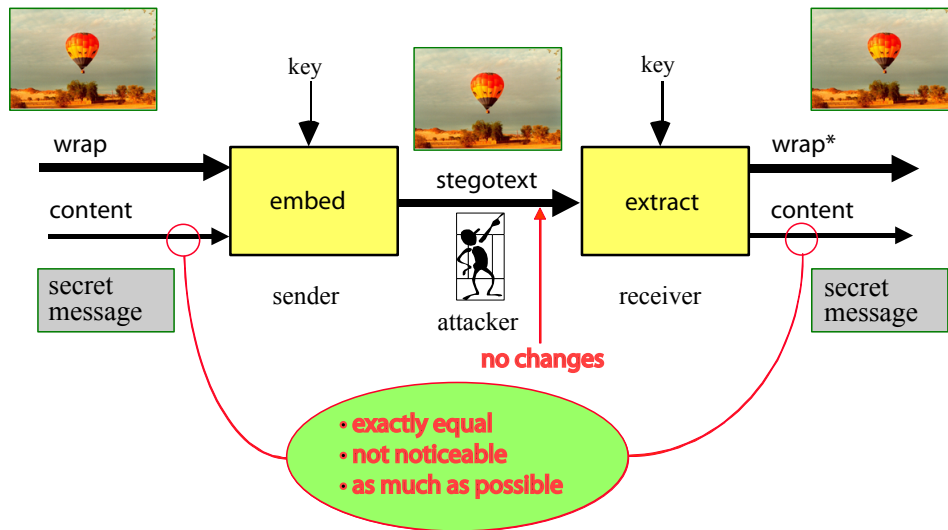 key
key
wrap
embed
stegotext
extract
wrap*
content
content
secret
message
sender
attacker
receiver
secret
message
no changes
• exactly equal
• not noticeable
• as much as possible